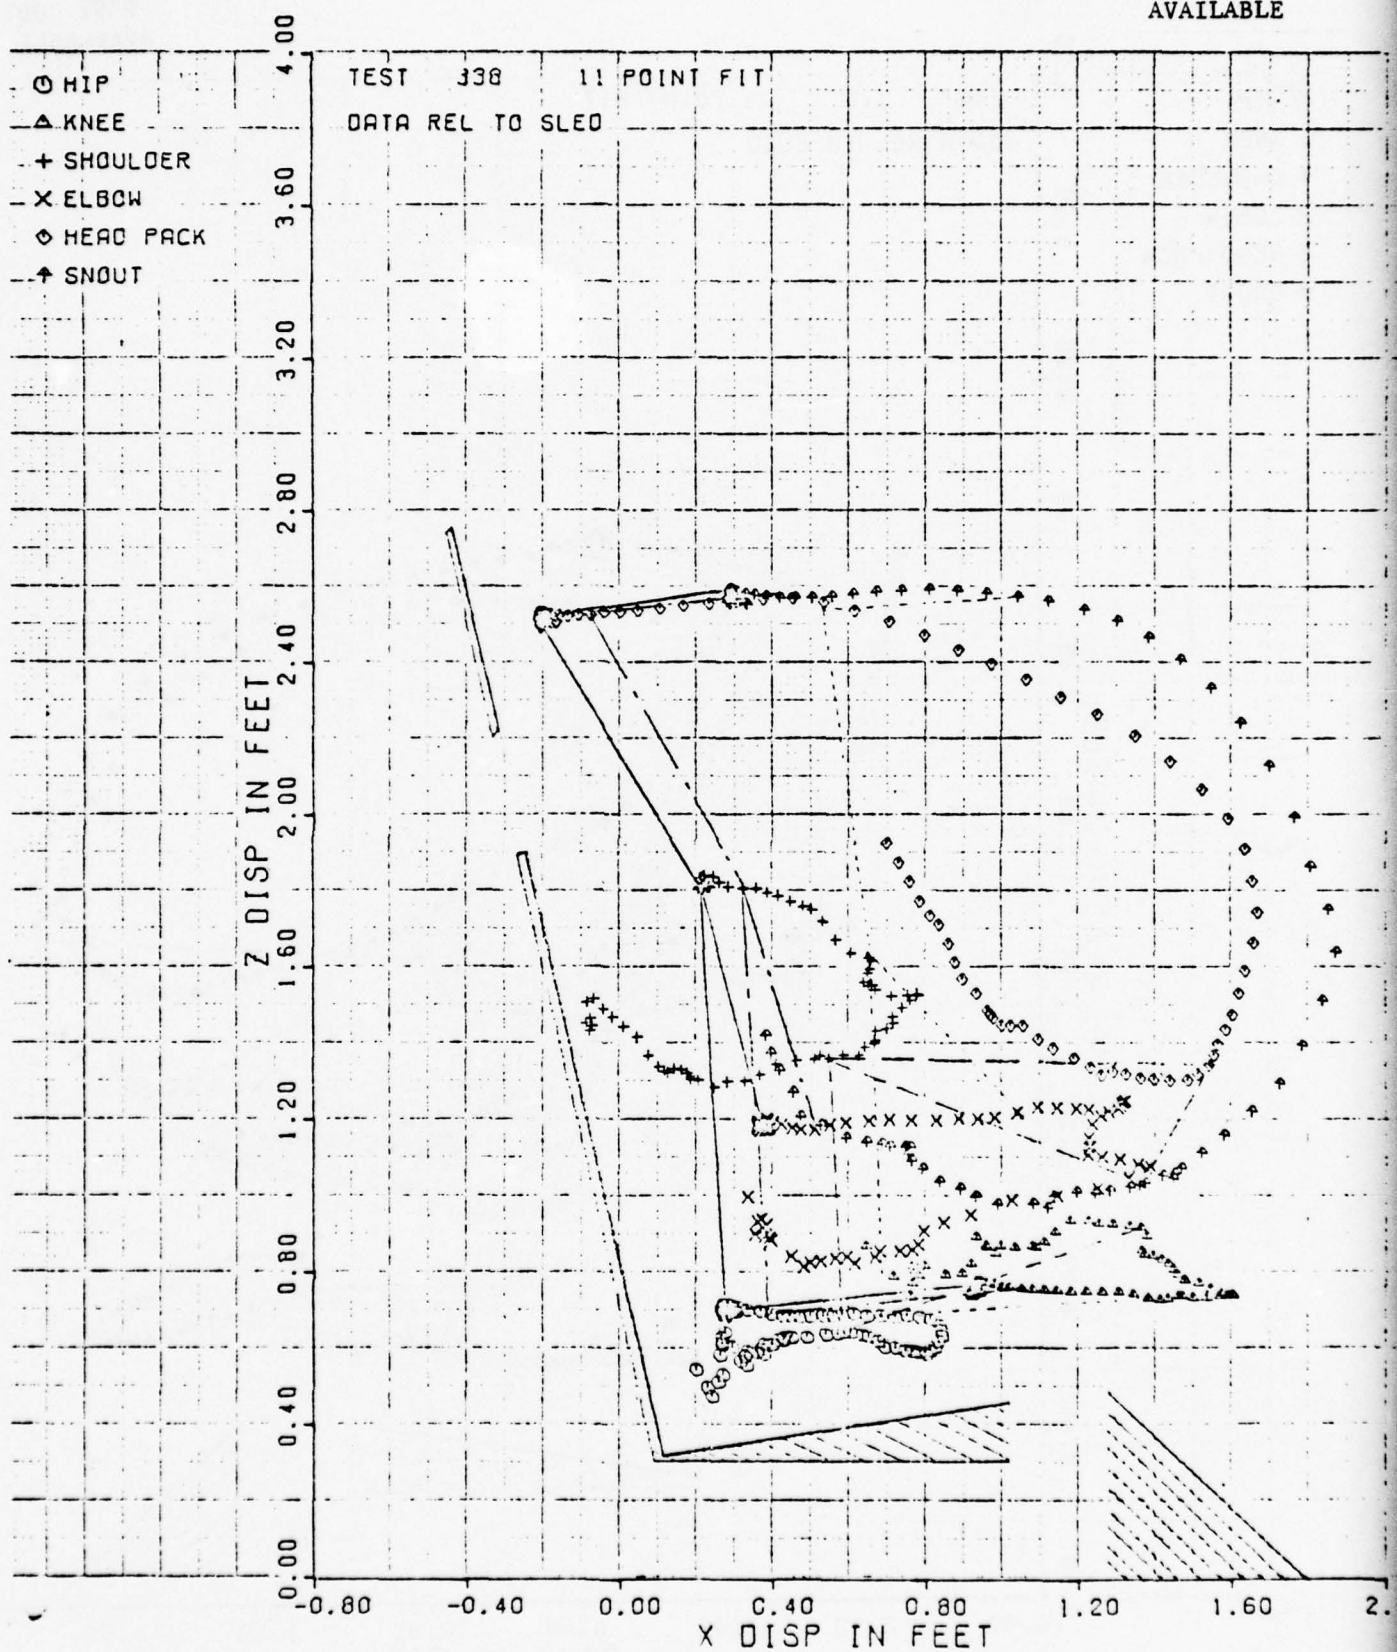 AVAILABLE
HIP
KNEE
SHOULDER
ELBOW
HEAD PACK
SNOUT
TEST 338 11 POINT FIT
DATA REL TO SLED
4.00
3.60
3.20
2.80
2.40
2.00
1.60
1.20
0.80
0.40
0.00
Z DISP IN FEET
-0.80 -0.40 0.00 0.40 0.80 1.20 1.60 2.
X DISP IN FEET